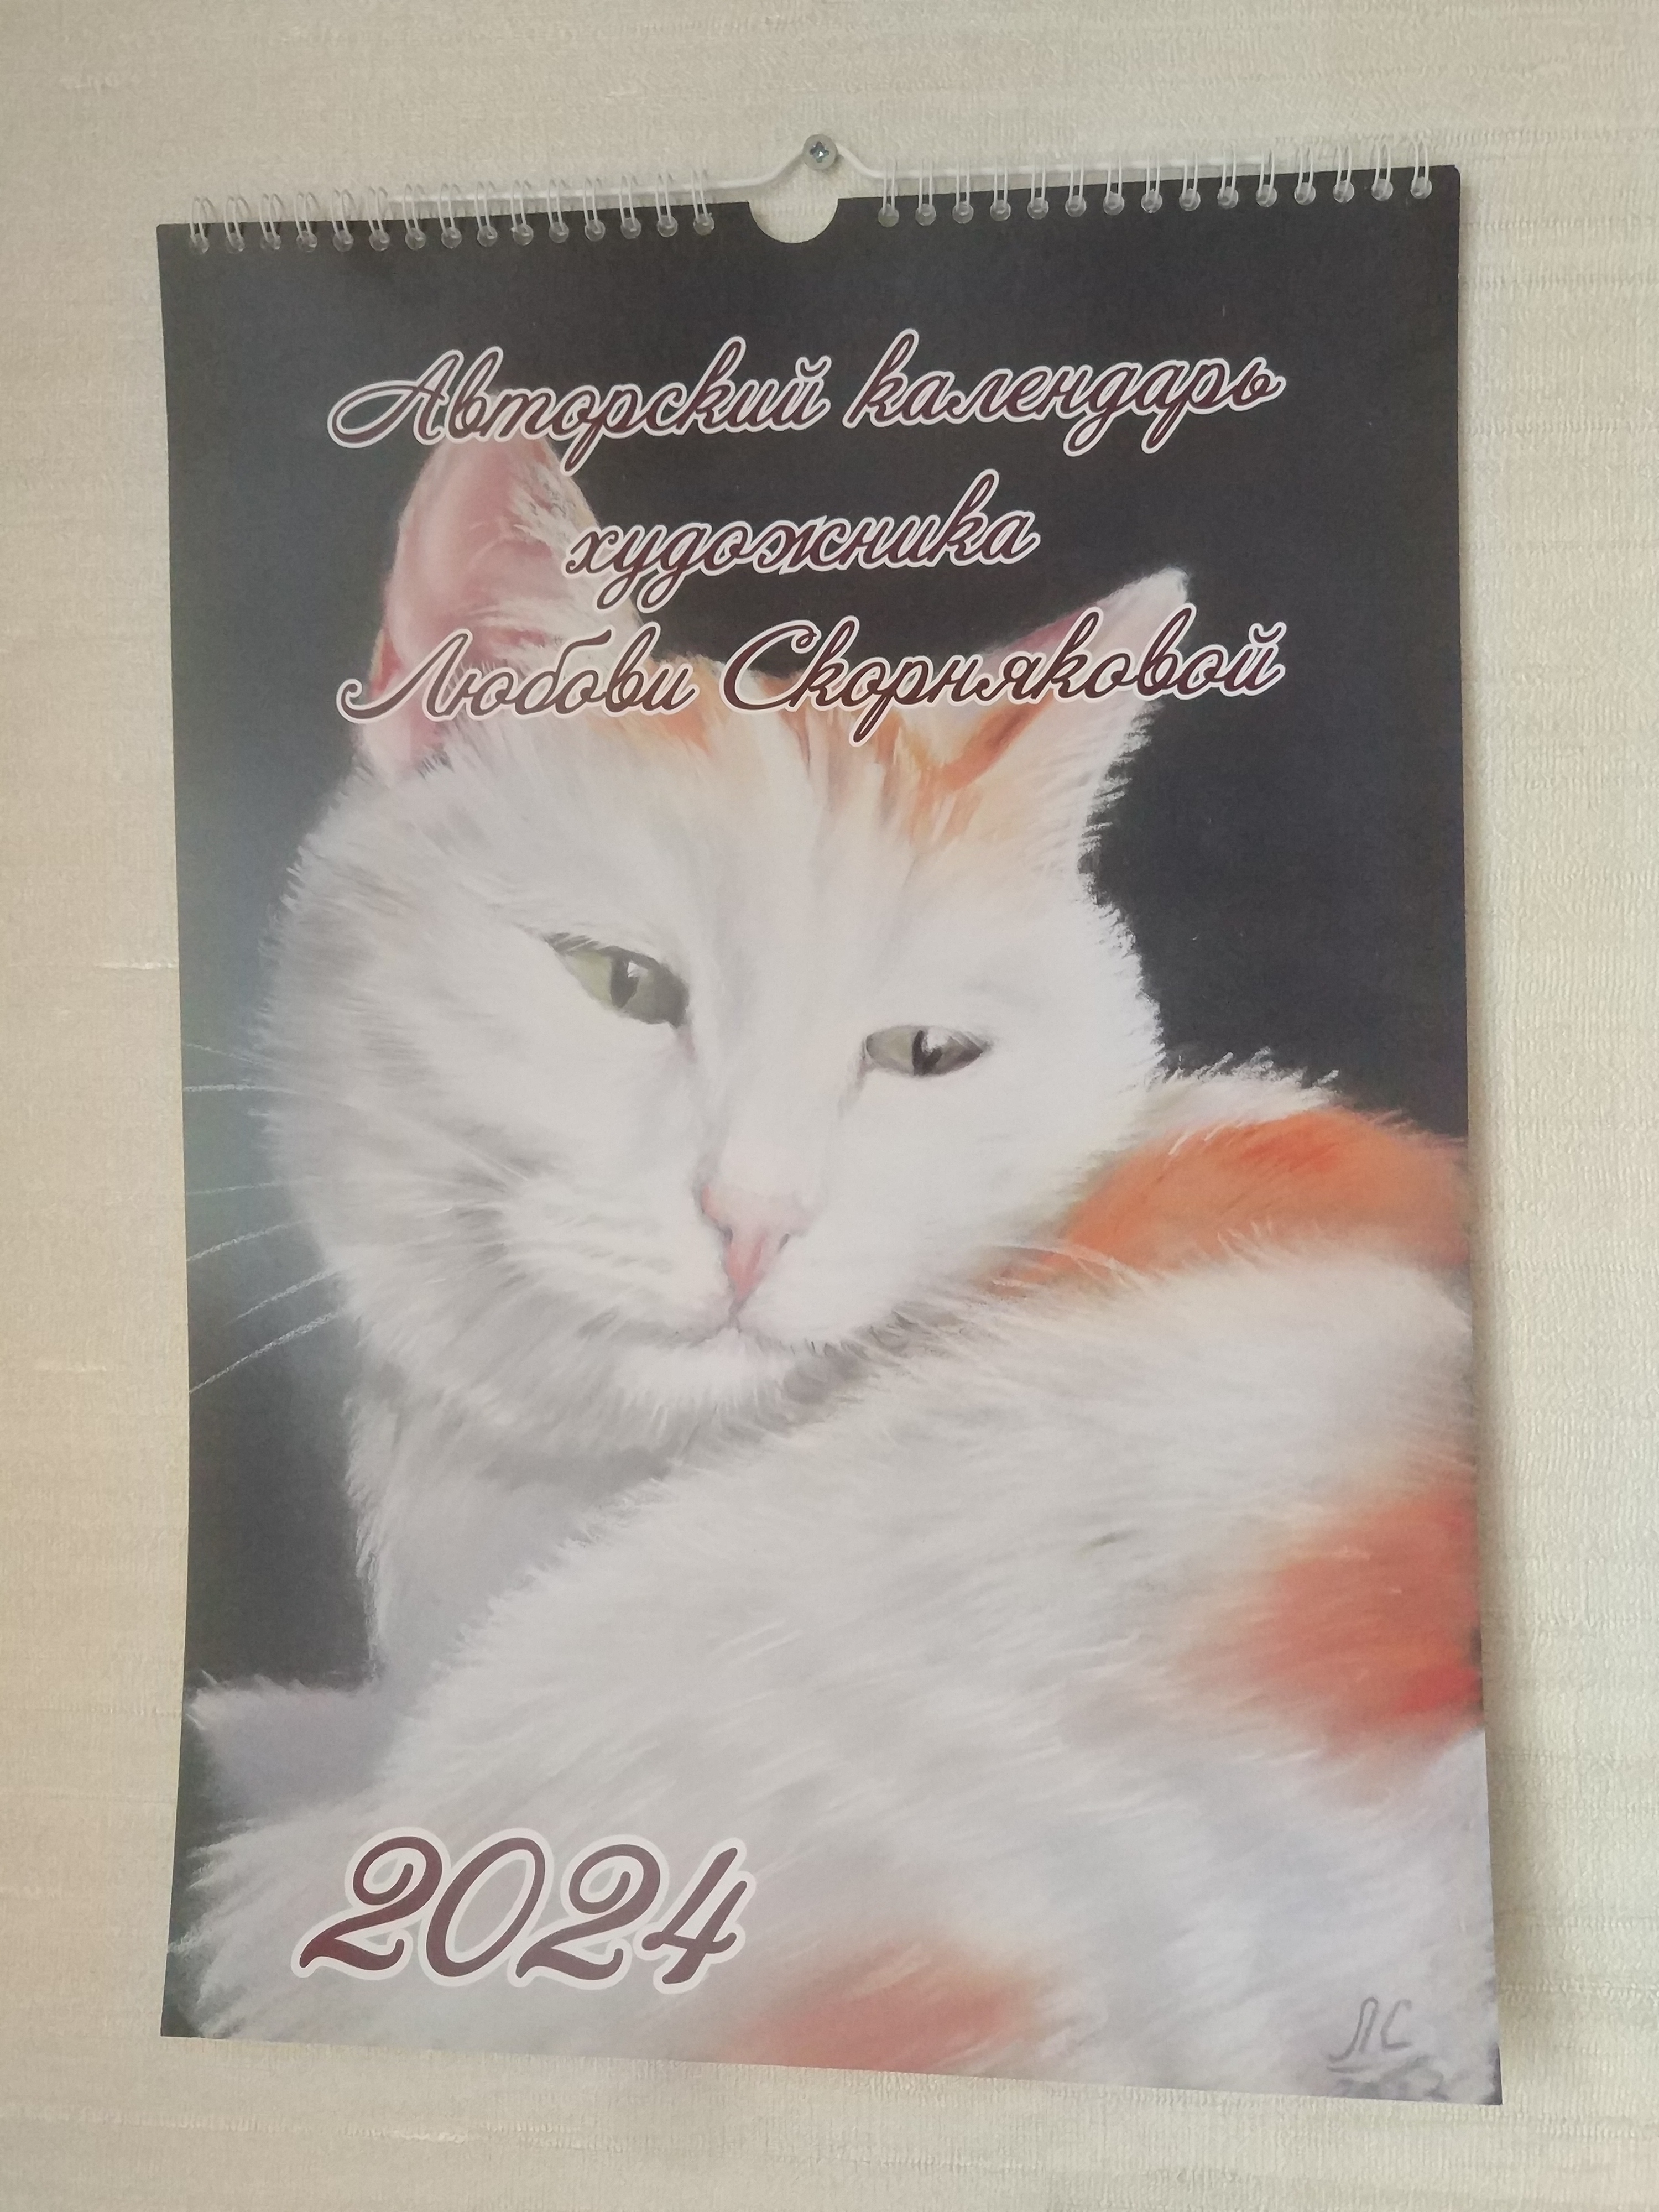 Авторский календарь
художника
Любови Скорняковой
2024
ЛС